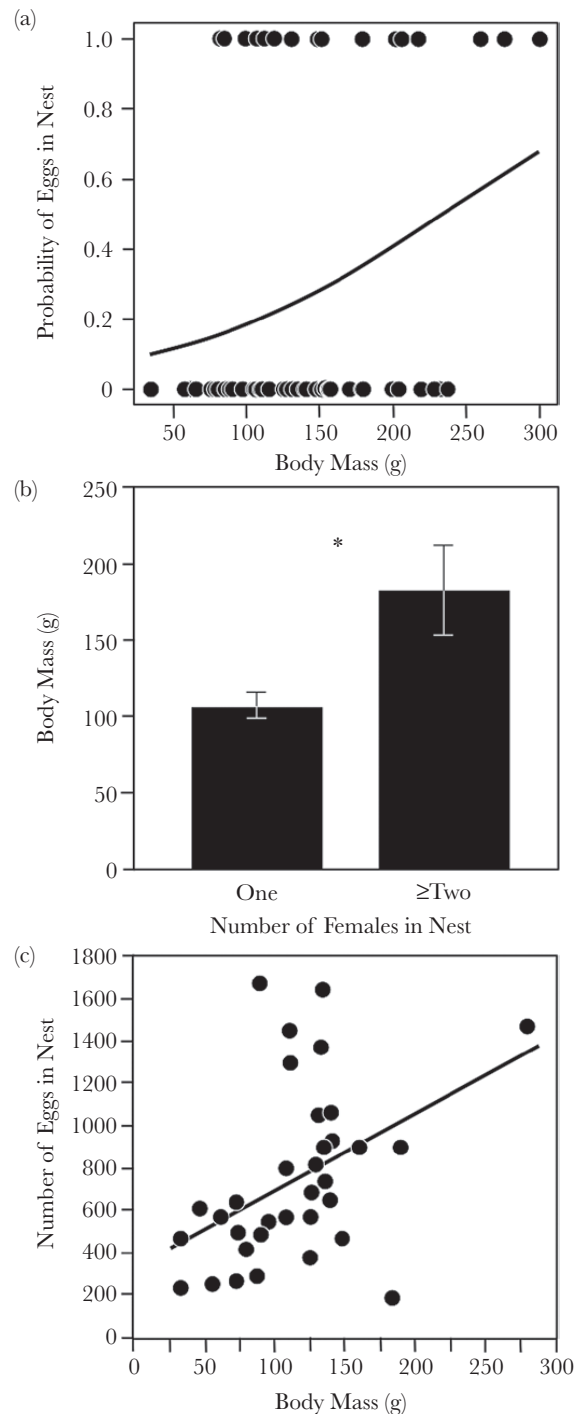 (a)
Probability of Eggs in Nest
1.0
0.8
0.6
0.4
0.2
0
50 100 150 200 250 300
Body Mass (g)
(b)
Body Mass (g)
250
200
150
100
50
0
*
One ≥Two
Number of Females in Nest
(c)
Number of Eggs in Nest
1800
1600
1400
1200
1000
800
600
400
200
0
0 50 100 150 200 250 300
Body Mass (g)